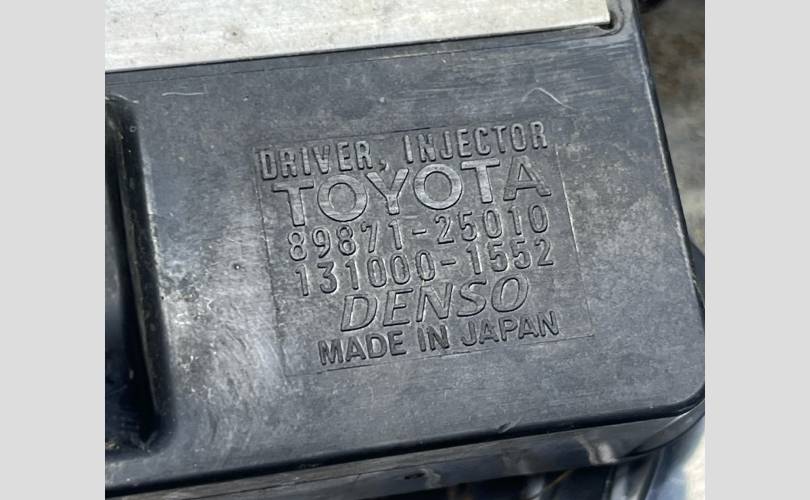 DRIVER, INJECTOR
TOYOTA
89871-25010
131000-1552
DENSO
MADE IN JAPAN